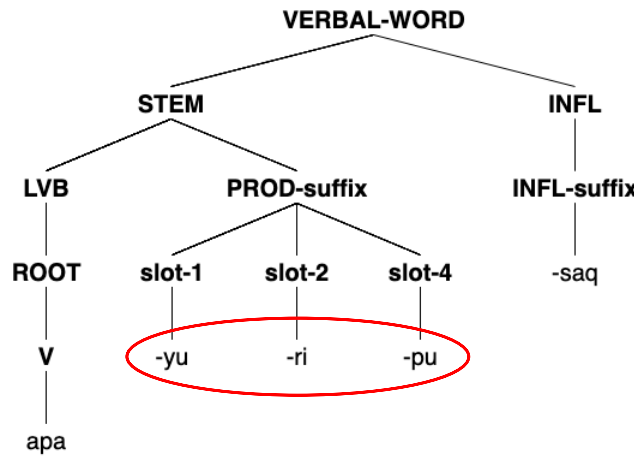 VERBAL-WORD
STEM INFL
LVB PROD-suffix INFL-suffix
ROOT slot-1 slot-2 slot-4 -saq
V -yu -ri -pu
apa